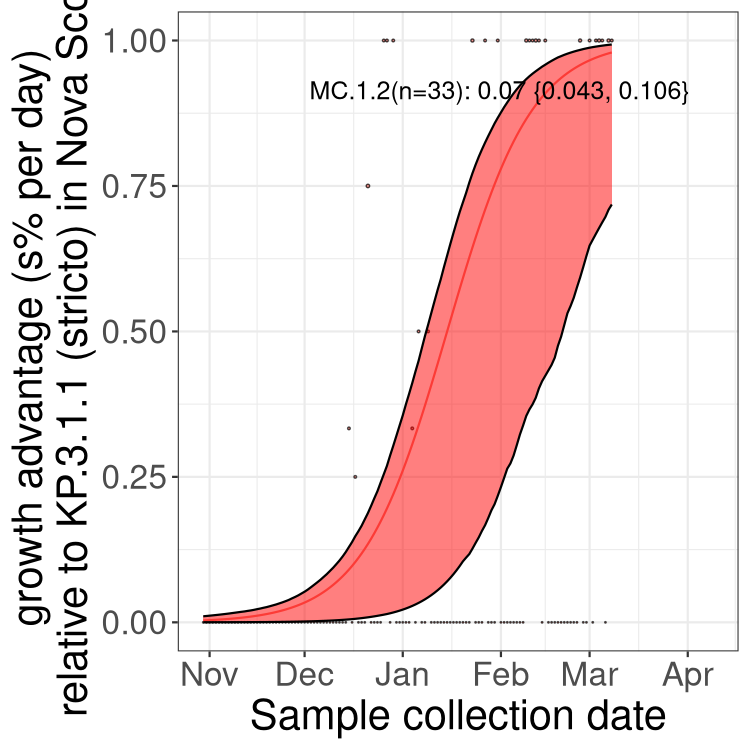 growth advantage (s% per day)
relative to KP.3.1.1 (stricto) in Nova
1.00
0.75
0.50
0.25
0.00
MC.1.2(n=33): 0.07 {0.043, 0.106}
Nov Dec Jan Feb Mar Apr
Sample collection date